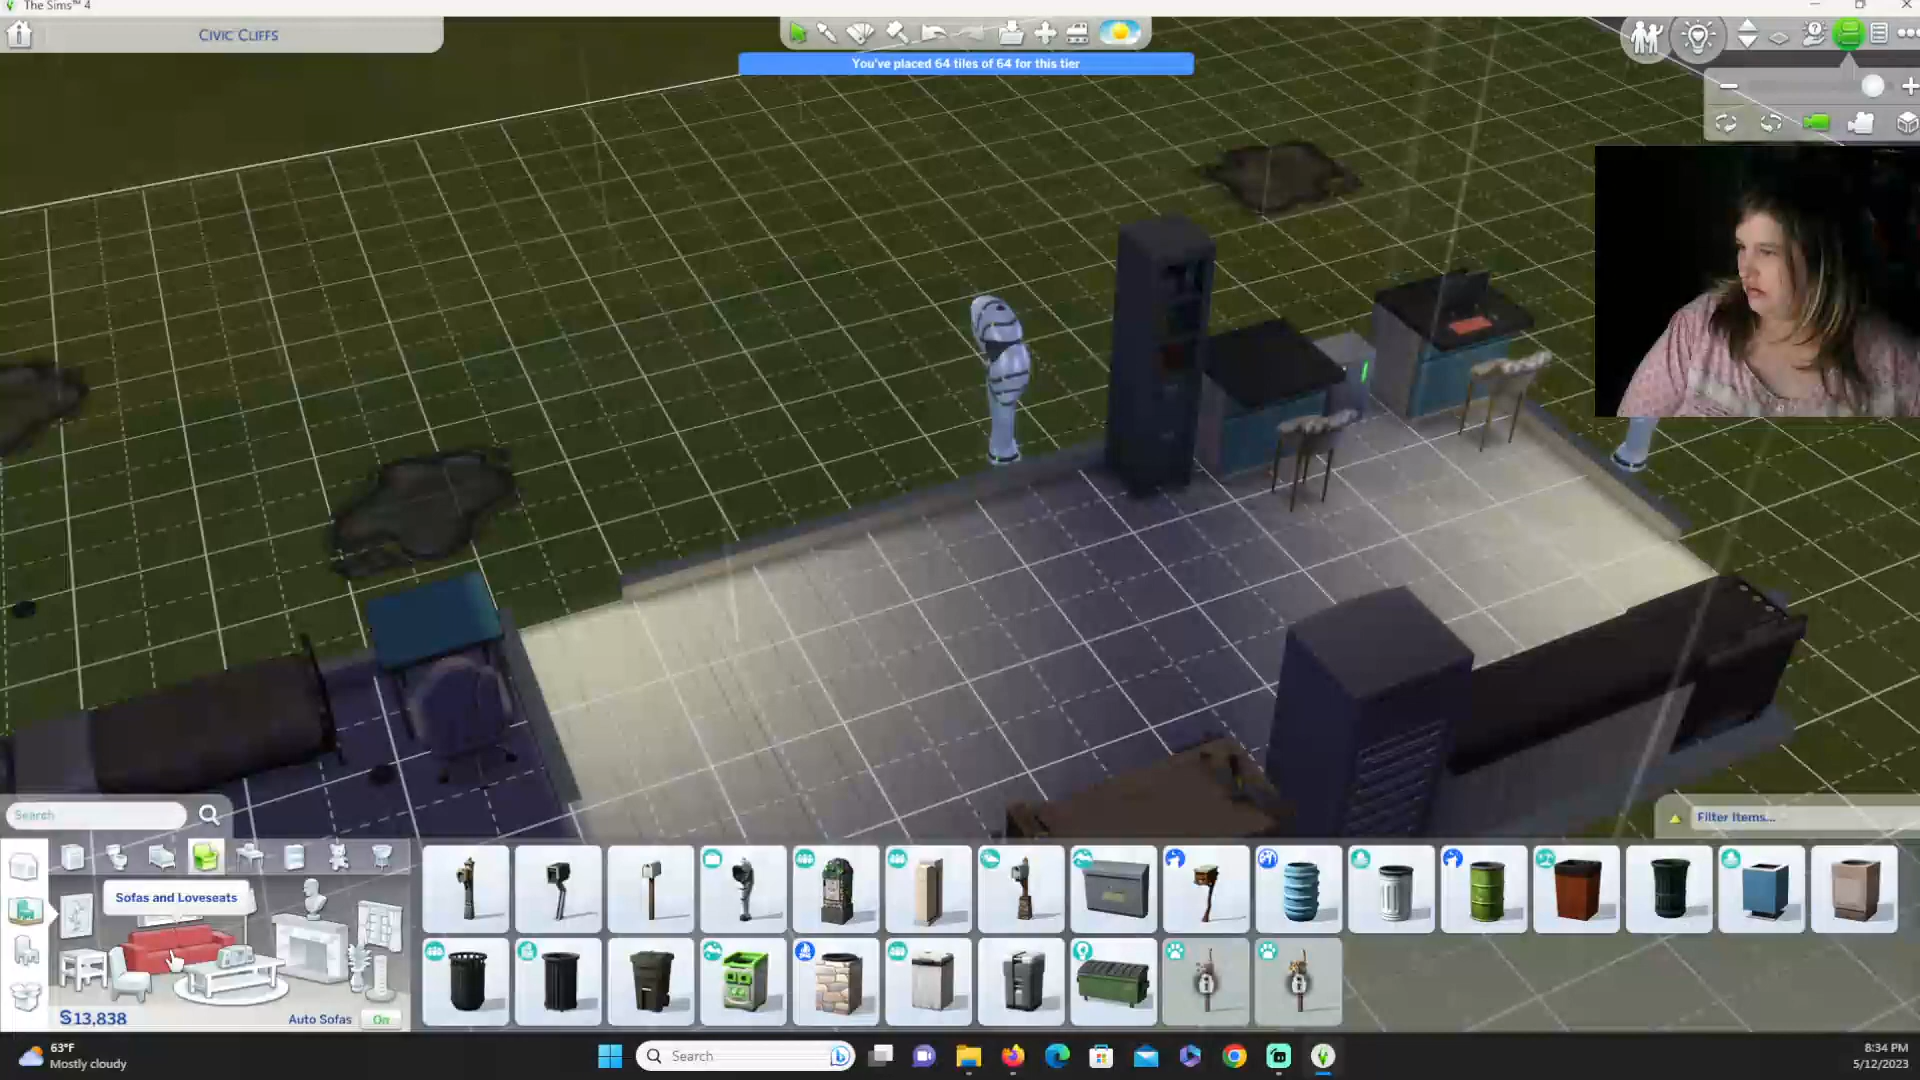 The Sims™ 4
CIVIC CLIFFS
You've placed 64 tiles of 64 for this tier
Search
Filter Items...
Sofas and Loveseats
§13,838
Auto Sofas
On
63°F
Mostly cloudy
Search
8:34 PM
5/12/2023